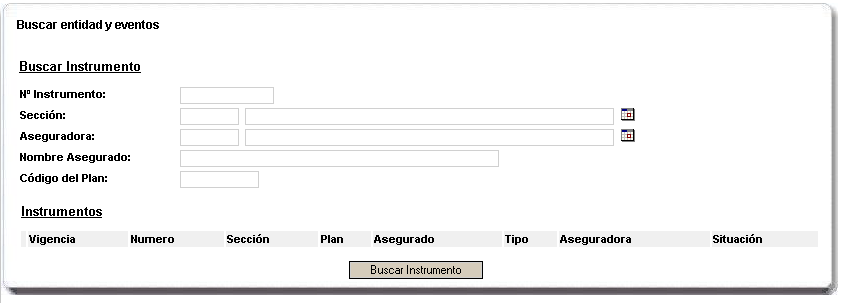 Buscar entidad y eventos
Buscar Instrumento
Nº Instrumento:
Sección:
Aseguradora:
Nombre Asegurado:
Código del Plan:
Instrumentos
Vigencia Numero Sección Plan Asegurado Tipo Aseguradora Situación
Buscar Instrumento